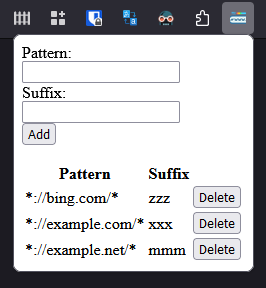 Pattern:
Suffix:
Add
Pattern Suffix
*://bing.com/* zzz Delete
*://example.com/* xxx Delete
*://example.net/* mmm Delete